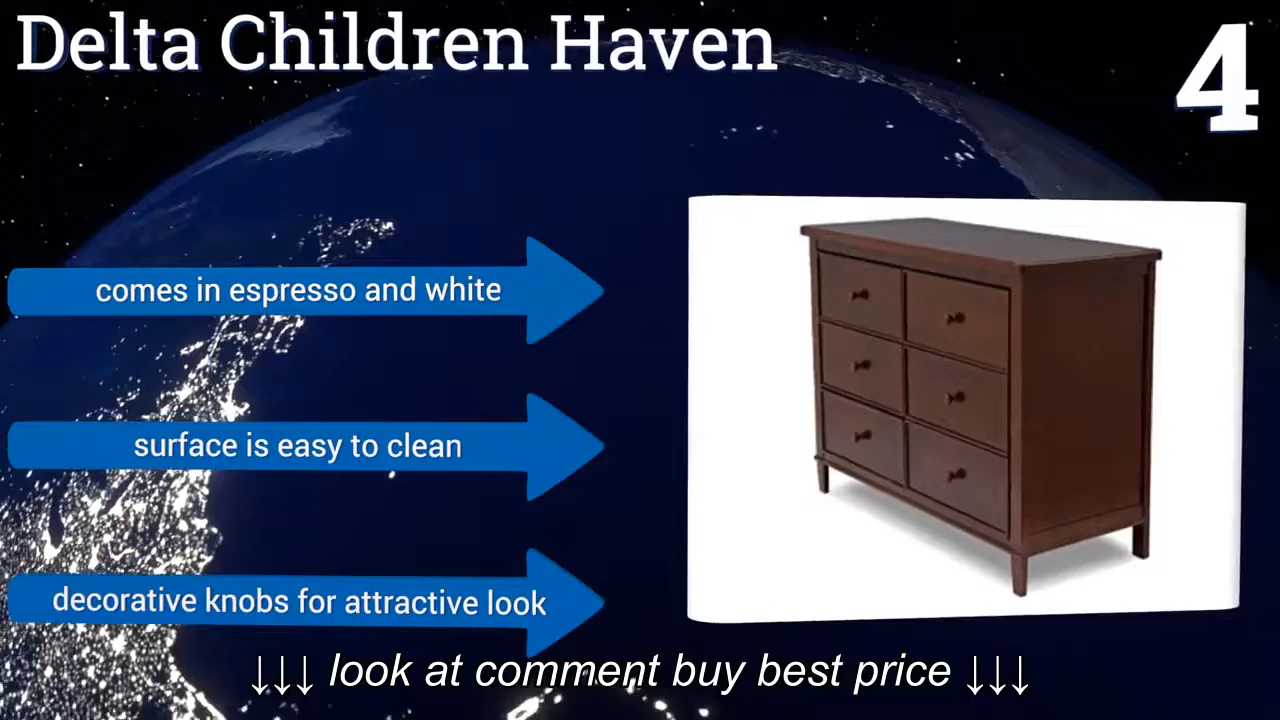 Delta Children Haven
4
comes in espresso and white
surface is easy to clean
decorative knobs for attractive look
↓↓↓ look at comment buy best price ↓↓↓